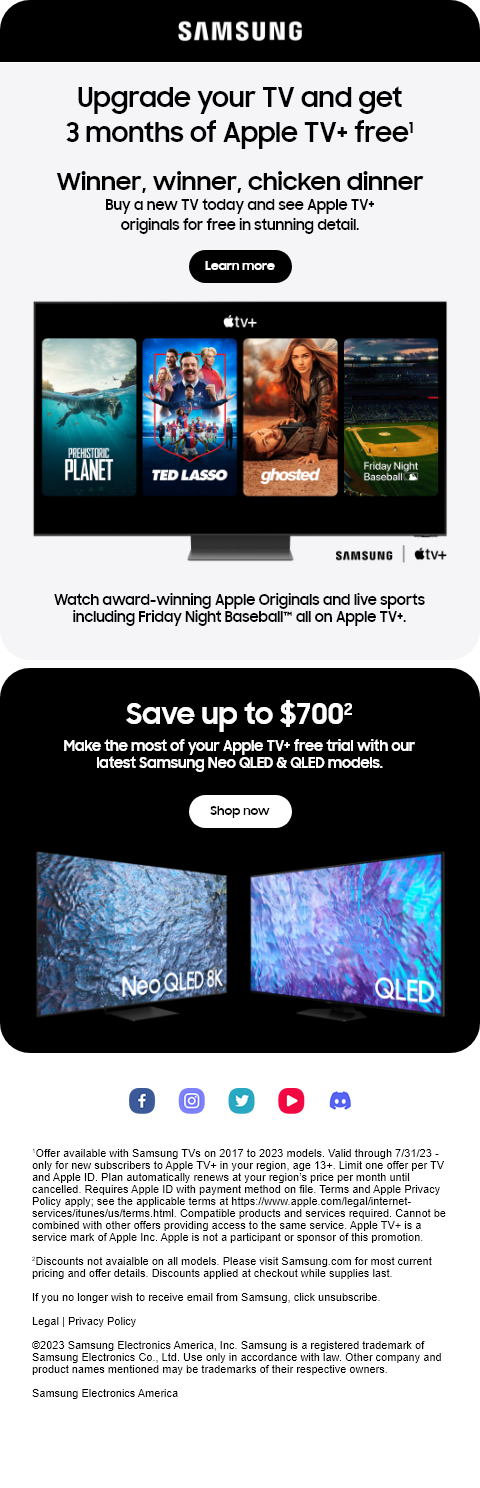 SAMSUNG
Upgrade your TV and get
3 months of Apple TV+ free¹
Winner, winner, chicken dinner
Buy a new TV today and see Apple TV+
originals for free in stunning detail.
Learn more
tv+
PREHISTORIC
PLANET
TED LASSO
ghosted
Friday Night
Baseball
SAMSUNG | tv+
Watch award-winning Apple Originals and live sports
including Friday Night Baseball™ all on Apple TV+.
Save up to $700²
Make the most of your Apple TV+ free trial with our
latest Samsung Neo QLED & QLED models.
Shop now
Neo QLED 8K
QLED
¹Offer available with Samsung TVs on 2017 to 2023 models. Valid through 7/31/23 -
only for new subscribers to Apple TV+ in your region, age 13+. Limit one offer per TV
and Apple ID. Plan automatically renews at your region's price per month until
cancelled. Requires Apple ID with payment method on file. Terms and Apple Privacy
Policy apply; see the applicable terms at https://www.apple.com/legal/internet-
services/itunes/us/terms.html. Compatible products and services required. Cannot be
combined with other offers providing access to the same service. Apple TV+ is a
service mark of Apple Inc. Apple is not a participant or sponsor of this promotion.
²Discounts not avaialble on all models. Please visit Samsung.com for most current
pricing and offer details. Discounts applied at checkout while supplies last.
If you no longer wish to receive email from Samsung, click unsubscribe.
Legal | Privacy Policy
©2023 Samsung Electronics America, Inc. Samsung is a registered trademark of
Samsung Electronics Co., Ltd. Use only in accordance with law. Other company and
product names mentioned may be trademarks of their respective owners.
Samsung Electronics America